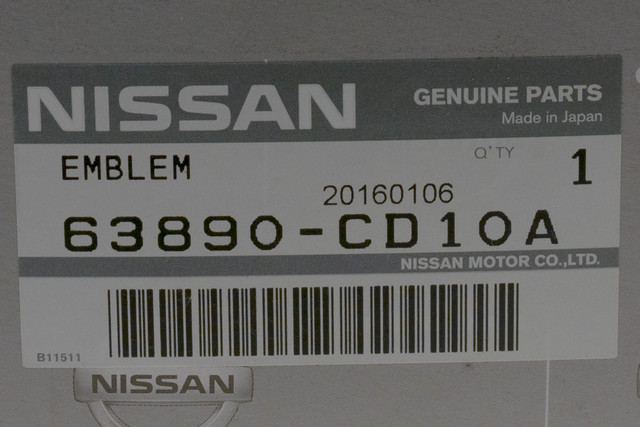 NISSAN
GENUINE PARTS
Made in Japan
EMBLEM
Q'TY
1
20160106
63890-CD10A
NISSAN MOTOR CO.,LTD.
B11511
NISSAN